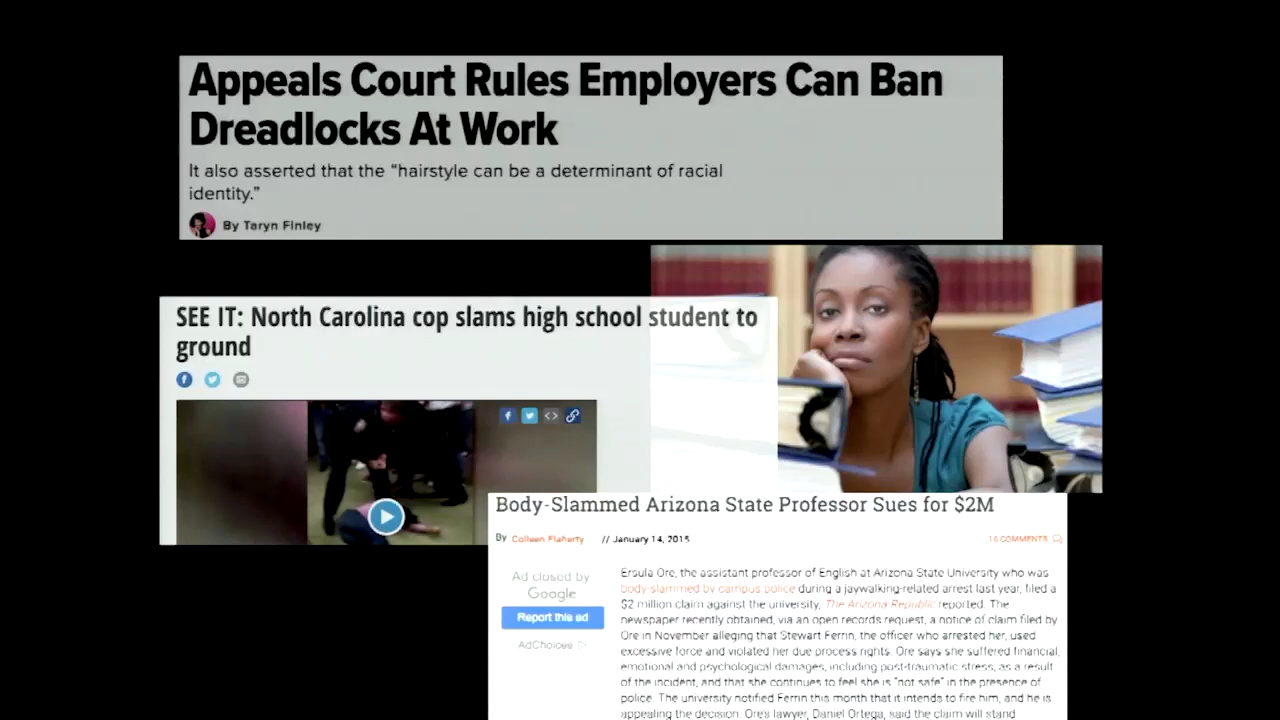 Appeals Court Rules Employers Can Ban
Dreadlocks At Work
It also asserted that the “hairstyle can be a determinant of racial
identity.”
By Taryn Finley
SEE IT: North Carolina cop slams high school student to
ground
Body-Slammed Arizona State Professor Sues for $2M
By Colleen Flaherty // January 14, 2015
16 COMMENTS
Ad closed by
Google
Report this ad
AdChoices
Ersula Ore, the assistant professor of English at Arizona State University who was
body-slammed by campus police during a jaywalking-related arrest last year, filed a
$2 million claim against the university, The Arizona Republic reported. The
newspaper recently obtained, via an open records request, a notice of claim filed by
Ore in November alleging that Stewart Ferrin, the officer who arrested her, used
excessive force and violated her due process rights. Ore says she suffered financial,
emotional and psychological damages, including post-traumatic stress, as a result
of the incident, and that she continues to feel she is "not safe" in the presence of
police. The university notified Ferrin this month that it intends to fire him, and he is
appealing the decision. Ore's lawyer, Daniel Ortega, said the claim will stand